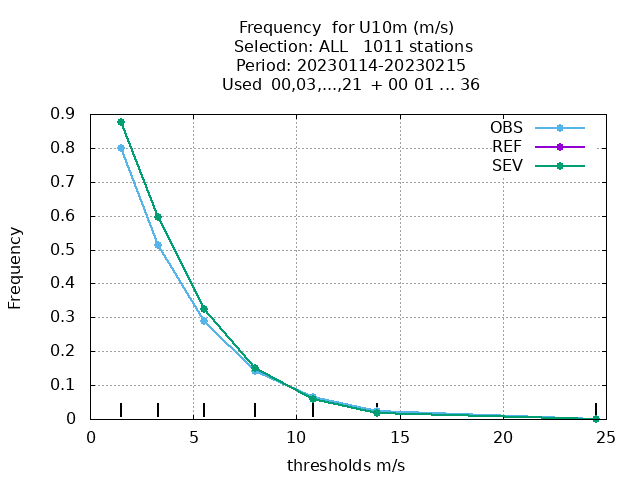 Frequency  for U10m (m/s)
Selection: ALL   1011 stations
Period: 20230114-20230215
Used  00,03,...,21  + 00 01 ... 36
OBS
REF
SEV
0.9
0.8
0.7
0.6
0.5
0.4
0.3
0.2
0.1
0
Frequency
0 5 10 15 20 25
thresholds m/s